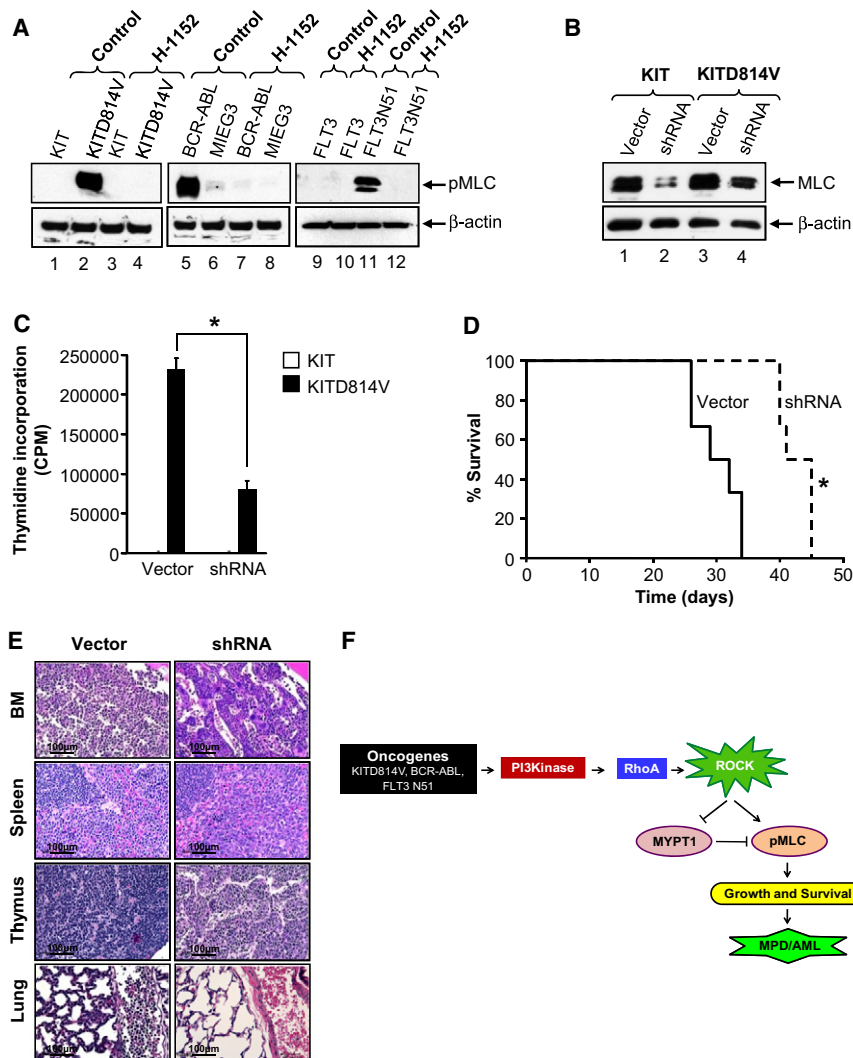 A
Control
H-1152
Control
H-1152
Control
H-1152
Control
H-1152
KIT
KITD814V
KIT
KITD814V
BCR-ABL
MIEG3
BCR-ABL
MIEG3
FLT3
FLT3
FLT3N51
FLT3N51
pMLC
β-actin
1 2 3 4 5 6 7 8 9 10 11 12
B
KIT KITD814V
Vector
shRNA
Vector
shRNA
MLC
β-actin
1 2 3 4
C
*
KIT
KITD814V
Thymidine incorporation
(CPM)
250000
200000
150000
100000
50000
0
Vector shRNA
D
% Survival
100
80
60
40
20
0
Vector
shRNA
*
0 10 20 30 40 50
Time (days)
E
Vector shRNA
BM
100µm 100µm
Spleen
100µm 100µm
Thymus
100µm 100µm
Lung
100µm 100µm
F
Oncogenes
KITD814V, BCR-ABL,
FLT3 N51
PI3Kinase
RhoA
ROCK
MYPT1
pMLC
Growth and Survival
MPD/AML